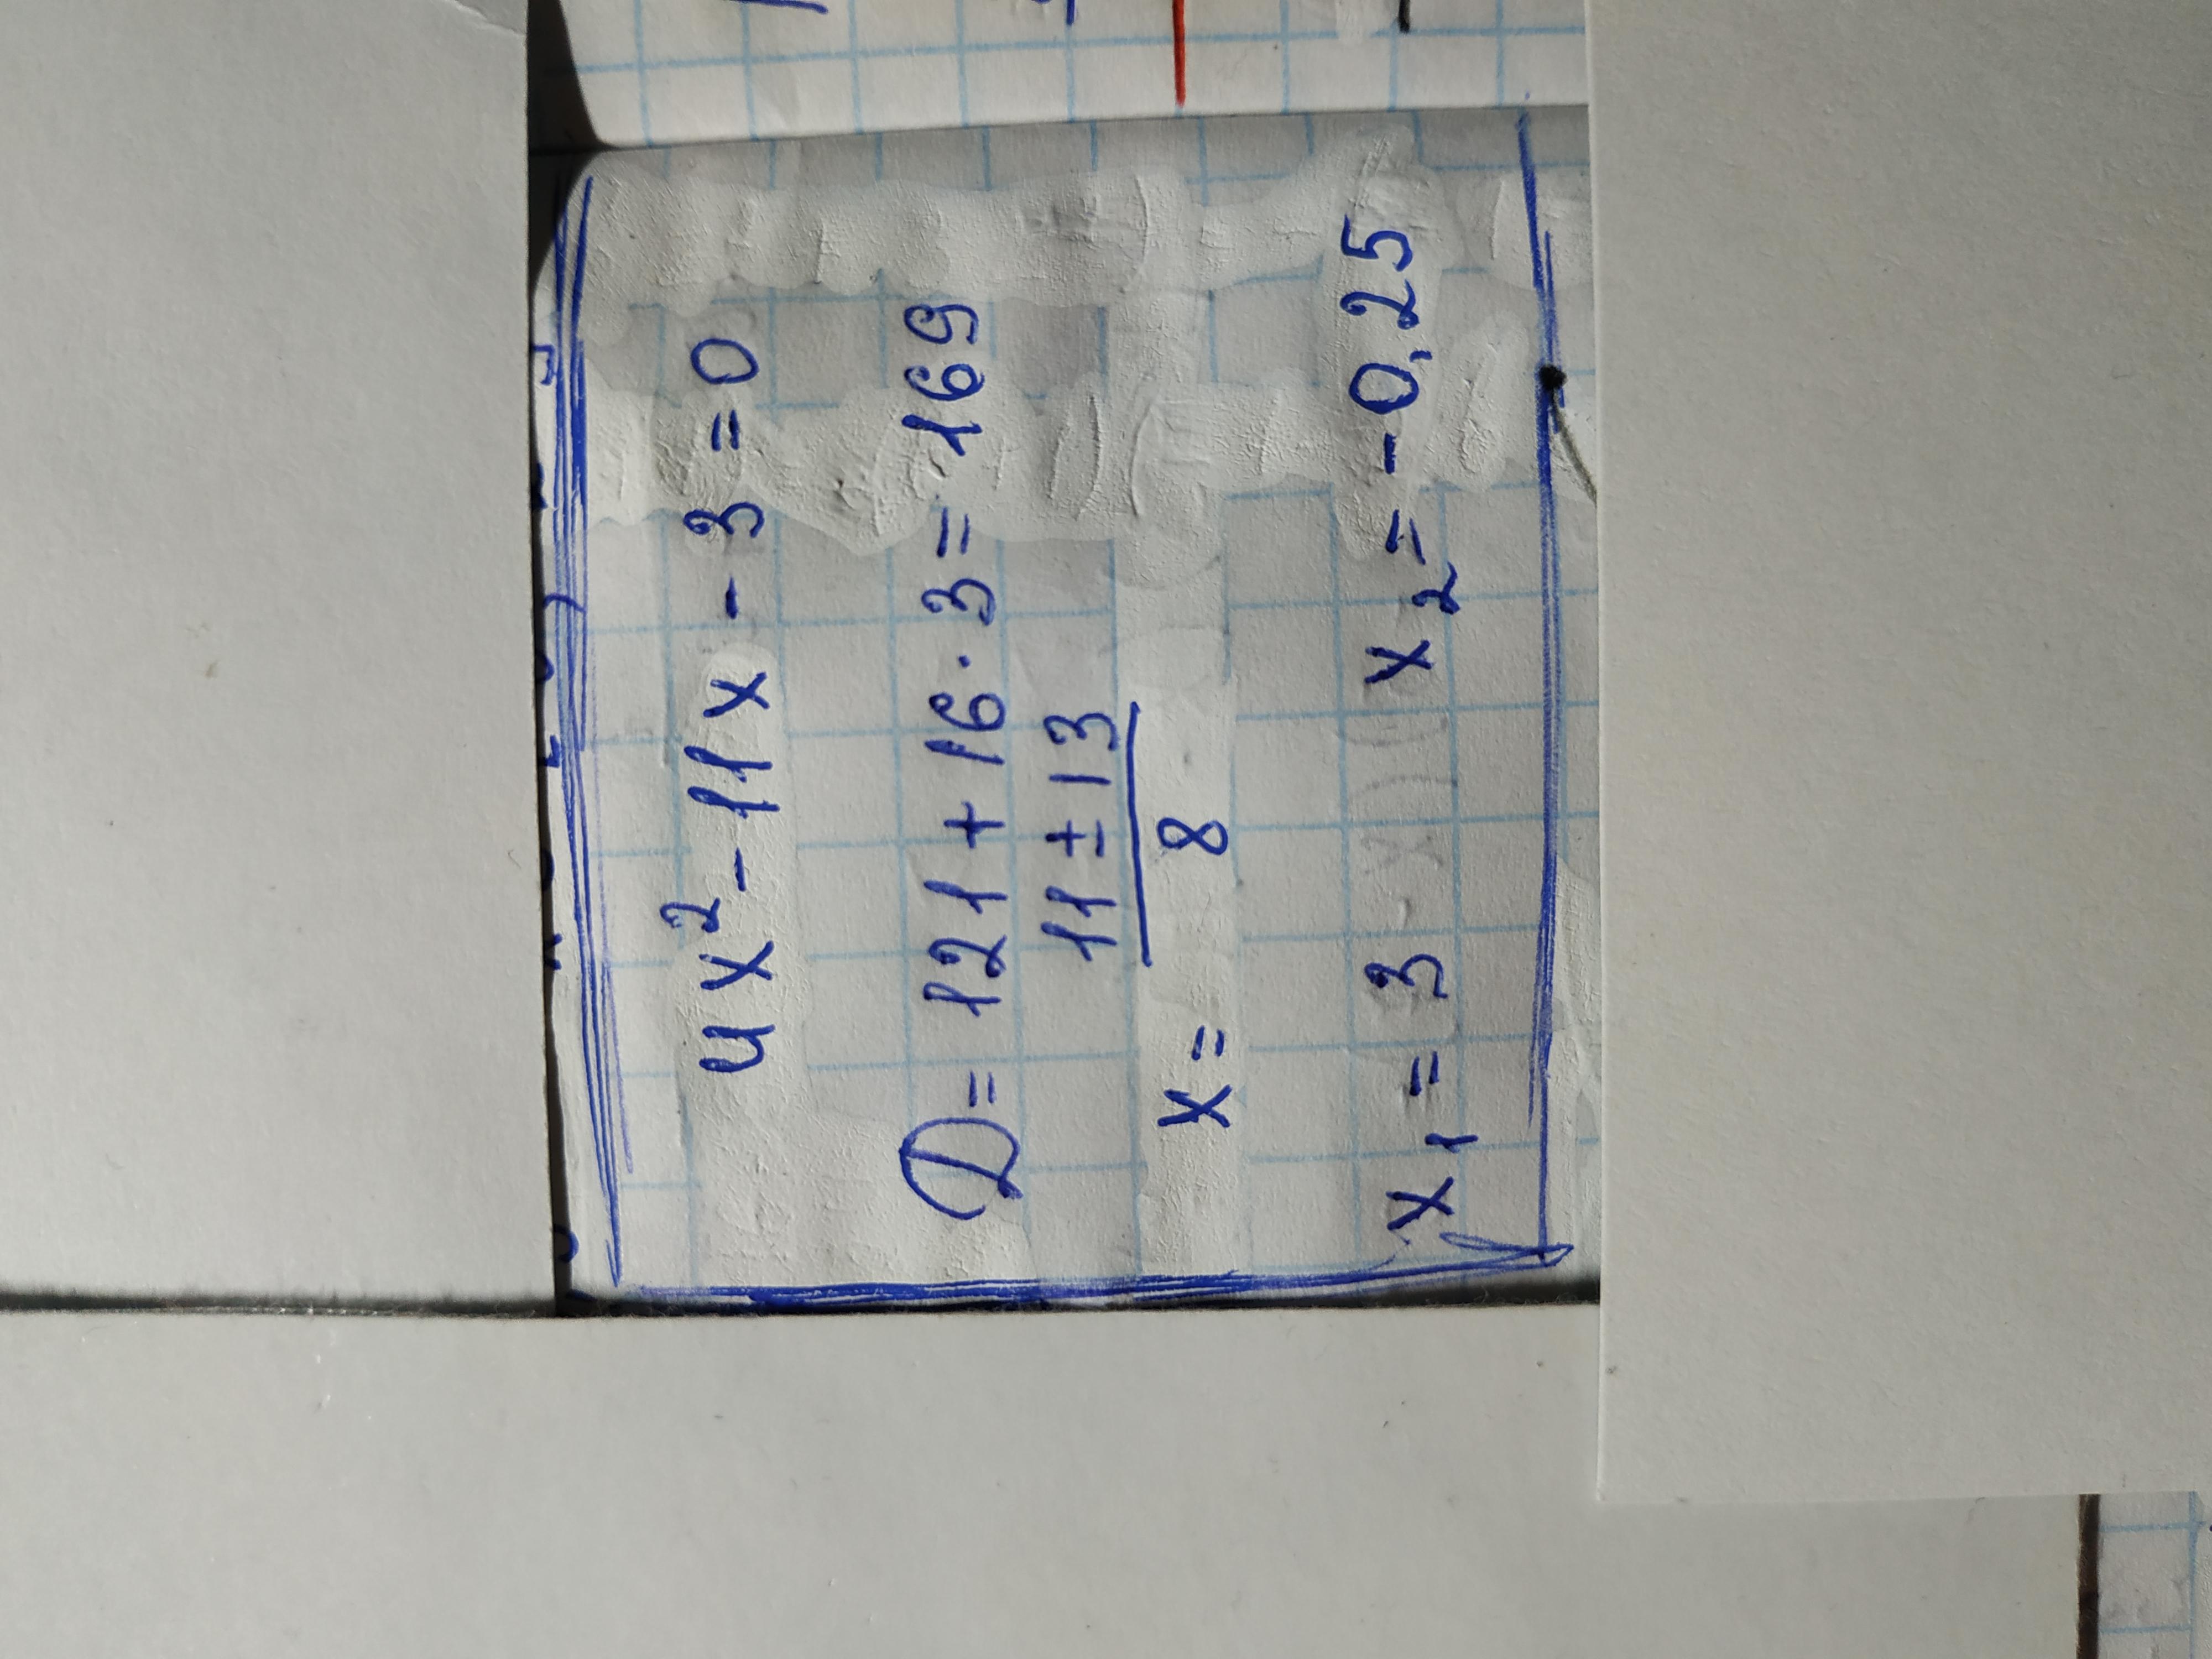 4x² - 11x - 3 = 0
D = 121 + 16 · 3 = 169
x = (11 ± 13) / 8
x₁ = 3 x₂ = -0,25